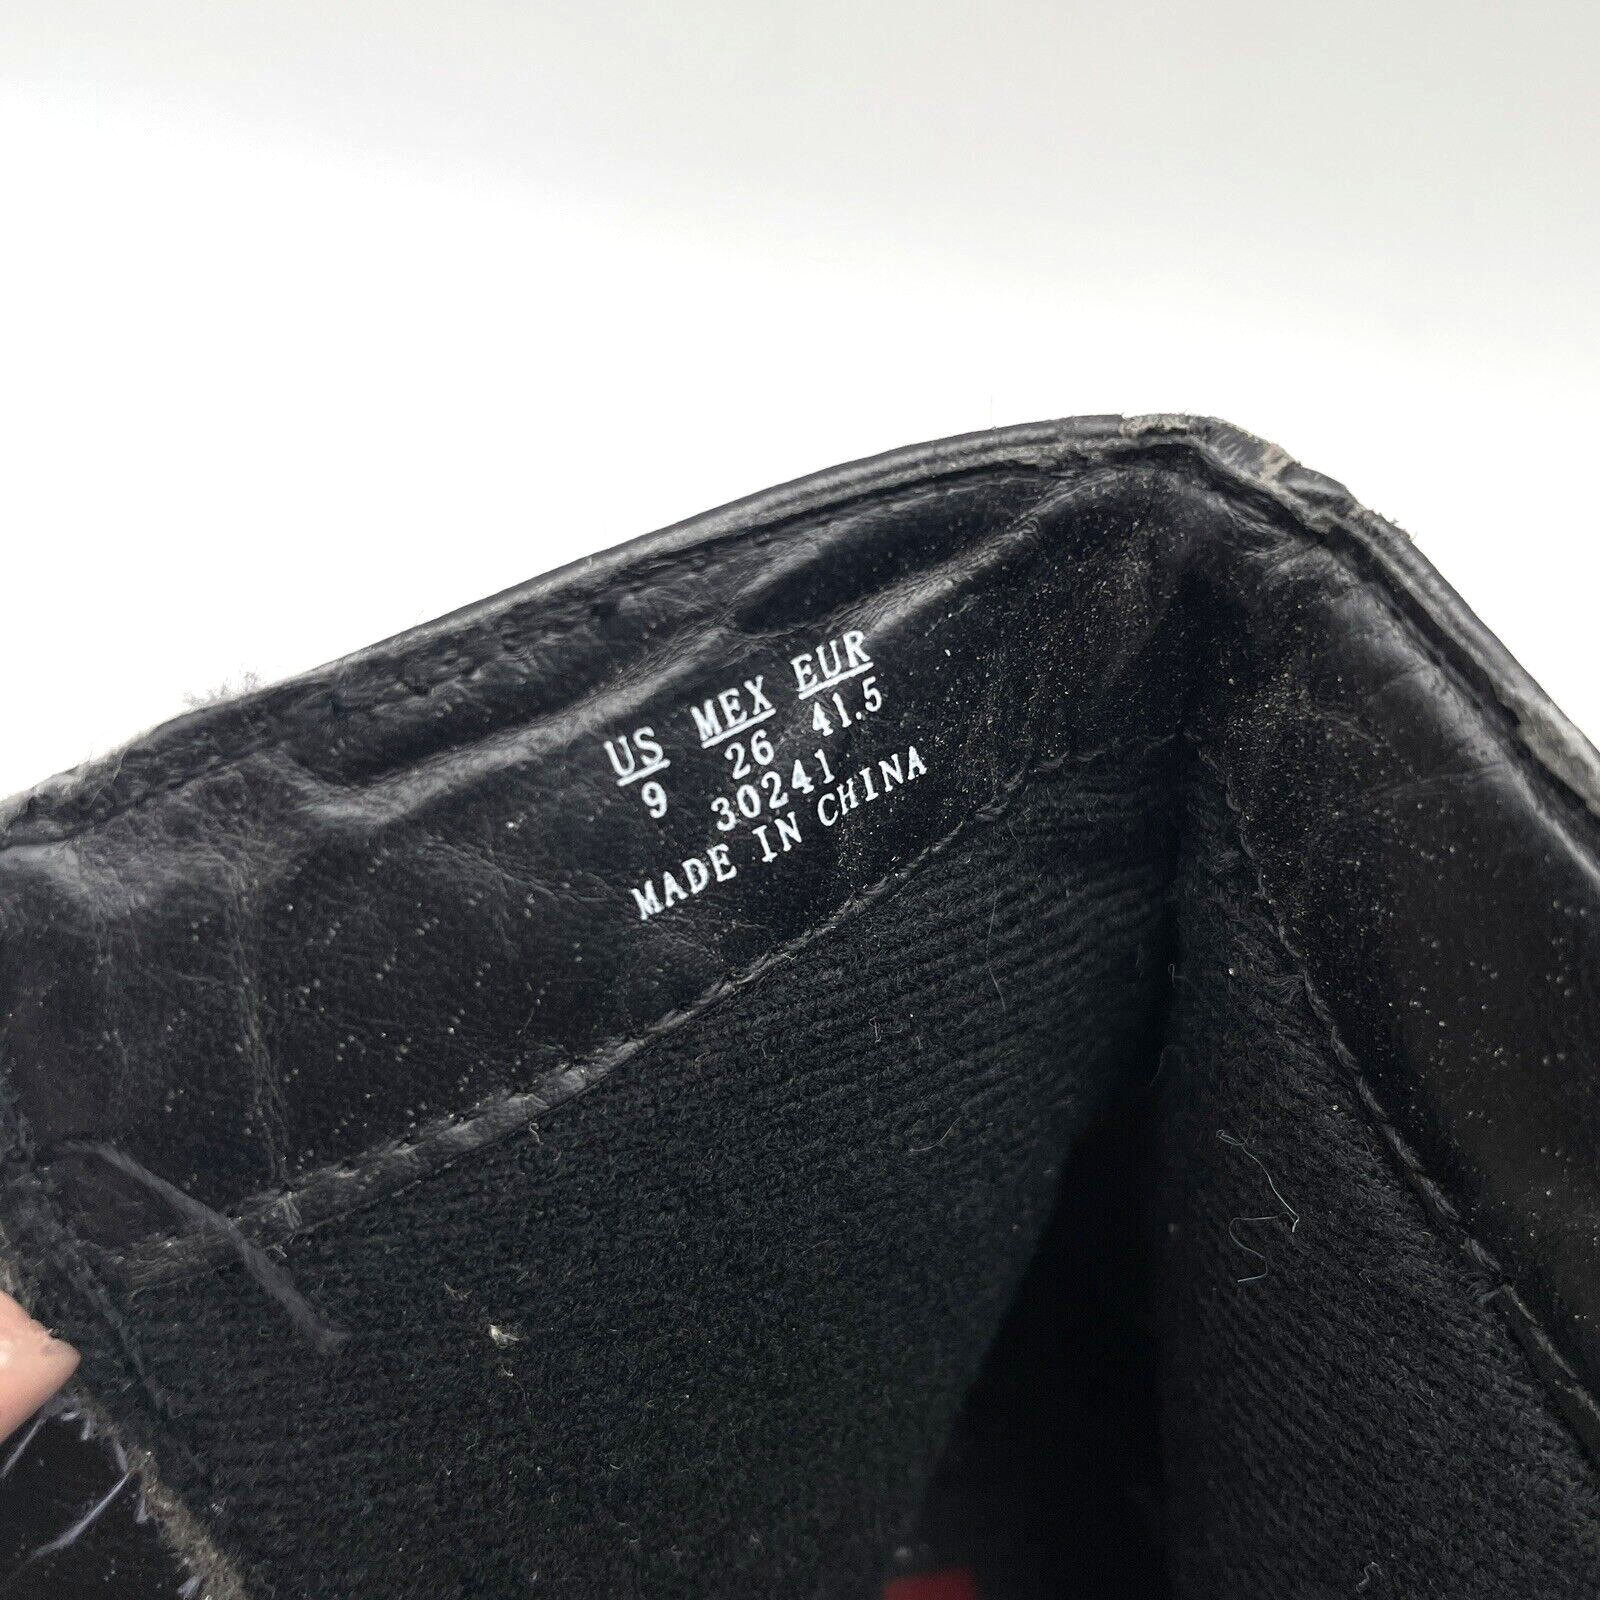 US MEX EUR
9 26 41.5
30241
MADE IN CHINA